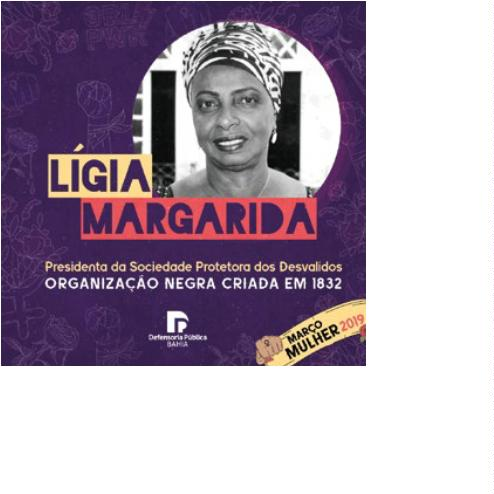 LÍGIA
MARGARIDA
Presidenta da Sociedade Protetora dos Desvalidos
ORGANIZAÇÃO NEGRA CRIADA EM 1832
Defensoria Pública
BAHIA
MARÇO
MULHER 2019